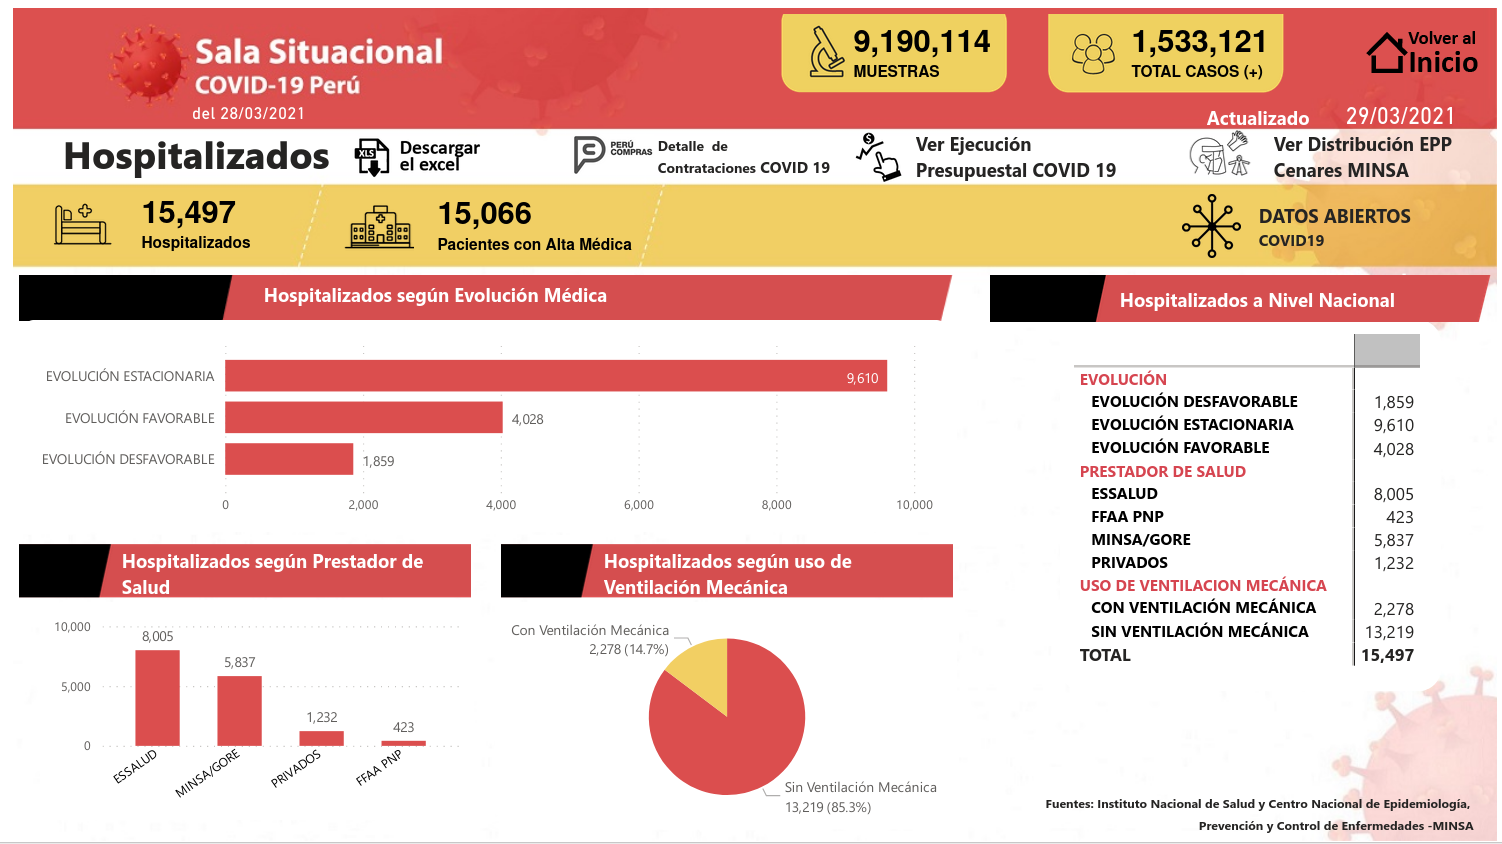 Sala Situacional
COVID-19 Perú
del 28/03/2021
9,190,114
MUESTRAS
1,533,121
TOTAL CASOS (+)
Volver al
Inicio
Actualizado 29/03/2021
Hospitalizados
XLS
Descargar
el excel
PERÚ
COMPRAS
Detalle de
Contrataciones COVID 19
Ver Ejecución
Presupuestal COVID 19
Ver Distribución EPP
Cenares MINSA
15,497
Hospitalizados
15,066
Pacientes con Alta Médica
DATOS ABIERTOS
COVID19
Hospitalizados según Evolución Médica
EVOLUCIÓN ESTACIONARIA 9,610
EVOLUCIÓN FAVORABLE 4,028
EVOLUCIÓN DESFAVORABLE 1,859
0 2,000 4,000 6,000 8,000 10,000
Hospitalizados según Prestador de
Salud
10,000
5,000
0
8,005
5,837
1,232
423
ESSALUD
MINSA/GORE
PRIVADOS
FFAA PNP
Hospitalizados según uso de
Ventilación Mecánica
Con Ventilación Mecánica
2,278 (14.7%)
Sin Ventilación Mecánica
13,219 (85.3%)
Hospitalizados a Nivel Nacional
EVOLUCIÓN
EVOLUCIÓN DESFAVORABLE 1,859
EVOLUCIÓN ESTACIONARIA 9,610
EVOLUCIÓN FAVORABLE 4,028
PRESTADOR DE SALUD
ESSALUD 8,005
FFAA PNP 423
MINSA/GORE 5,837
PRIVADOS 1,232
USO DE VENTILACION MECÁNICA
CON VENTILACIÓN MECÁNICA 2,278
SIN VENTILACIÓN MECÁNICA 13,219
TOTAL 15,497
Fuentes: Instituto Nacional de Salud y Centro Nacional de Epidemiología,
Prevención y Control de Enfermedades -MINSA